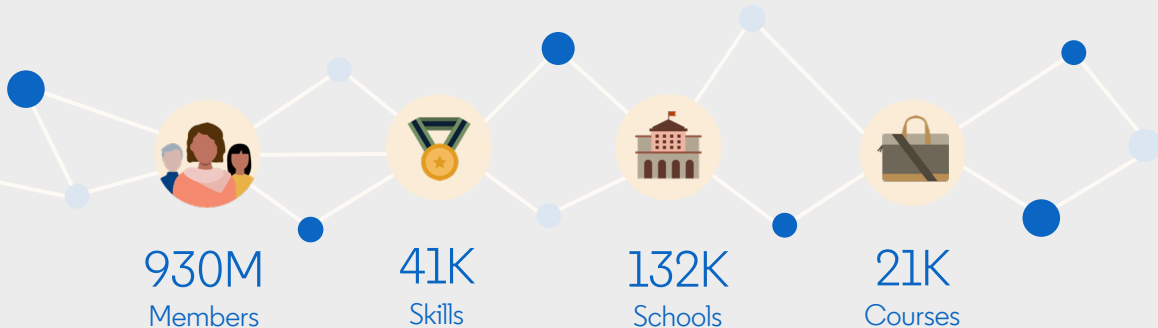 930M
Members
41K
Skills
132K
Schools
21K
Courses